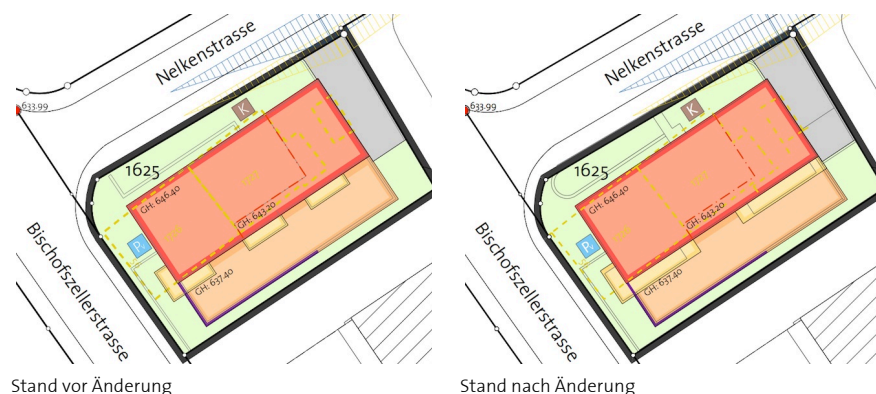 Nelkenstrasse
633.99
K
1625
GH: 646.40
GH: 643.20
P
GH: 637.40
Bischofszellerstrasse
Stand vor Änderung
Nelkenstrasse
633.99
K
1625
GH: 646.40
GH: 643.20
P
GH: 637.40
Bischofszellerstrasse
Stand nach Änderung